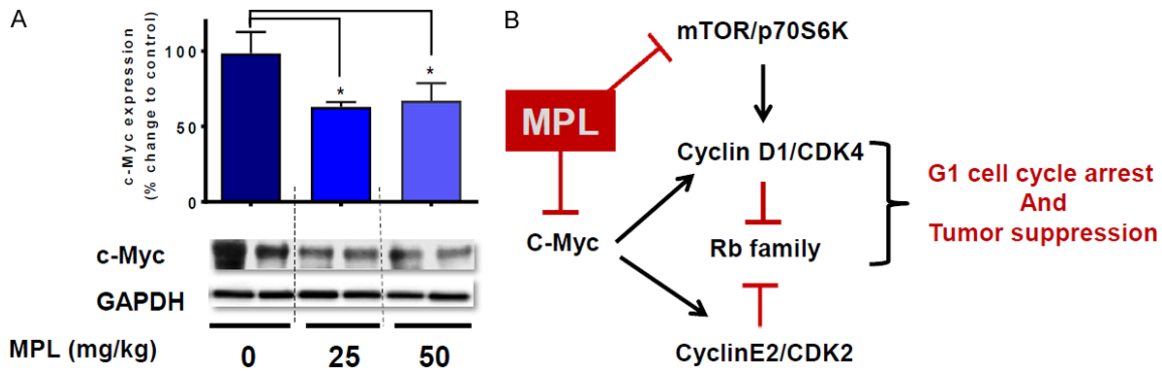 A
c-Myc expression
(% change to control)
100
50
0
*
*
c-Myc
GAPDH
MPL (mg/kg)
0
25
50
B
mTOR/p70S6K
MPL
Cyclin D1/CDK4
C-Myc
Rb family
CyclinE2/CDK2
G1 cell cycle arrest
And
Tumor suppression